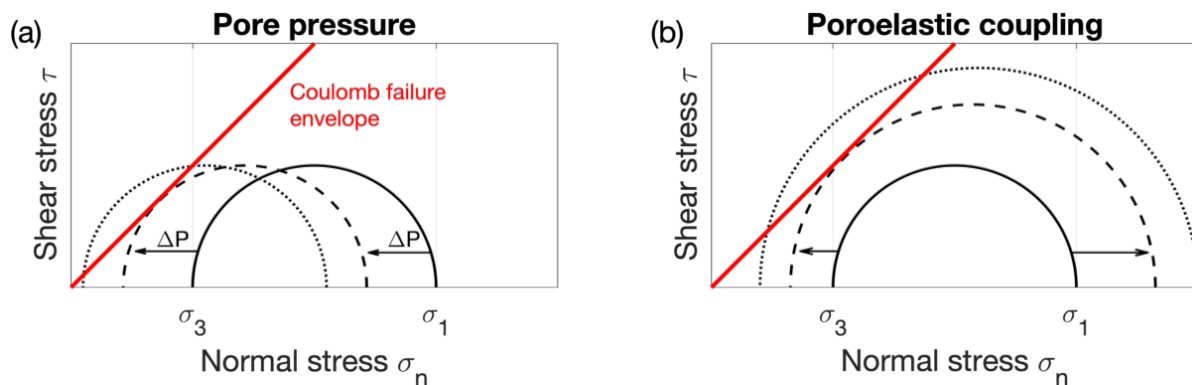 (a)
Pore pressure
Shear stress τ
Coulomb failure
envelope
ΔP
ΔP
σ3
σ1
Normal stress σn
(b)
Poroelastic coupling
Shear stress τ
σ3
σ1
Normal stress σn